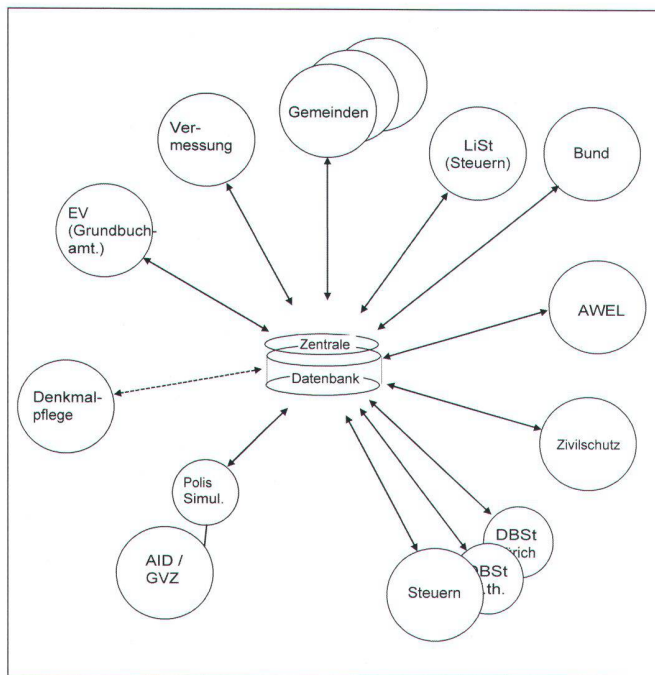 Gemeinden
Ver-
messung
LiSt
(Steuern)
Bund
EV
(Grundbuch-
amt.)
AWEL
Zentrale
Datenbank
Denkmal-
pflege
Zivilschutz
Polis
Simul.
AID /
GVZ
Steuern
DBSt
DBSt